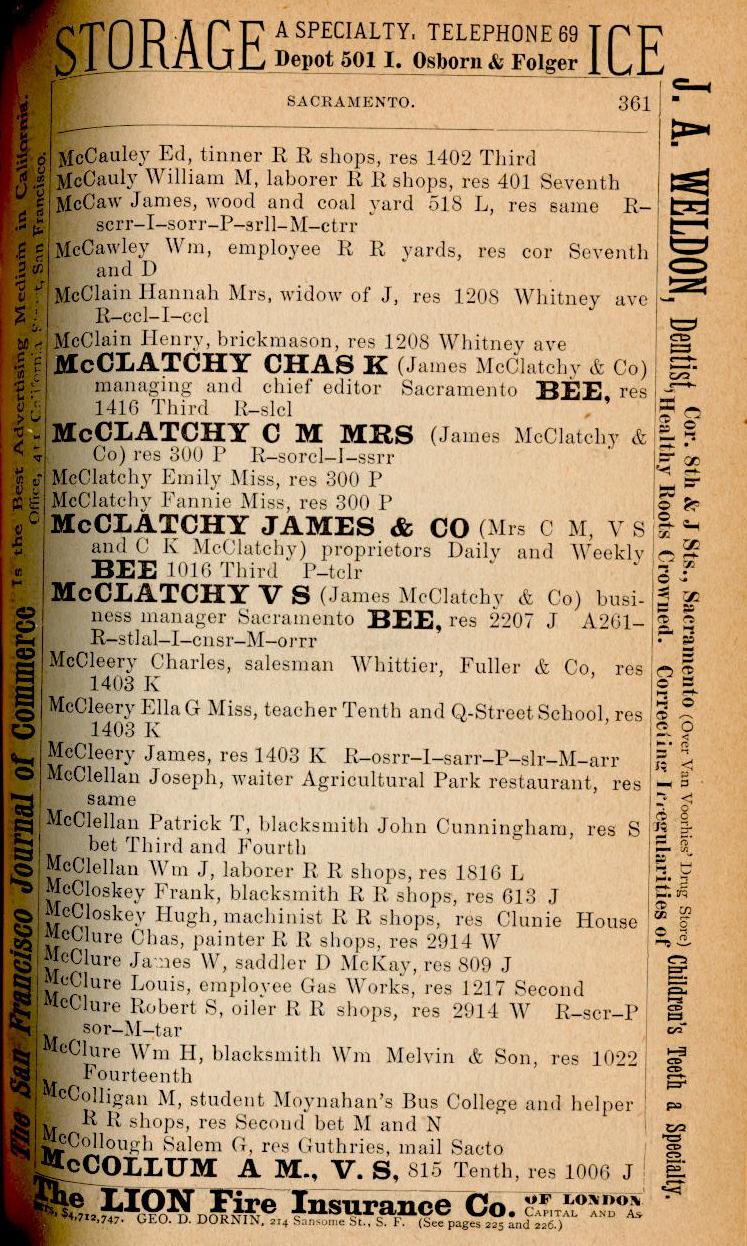 STORAGE A SPECIALTY, TELEPHONE 69 ICE
Depot 501 I. Osborn & Folger
SACRAMENTO. 361
McCauley Ed, tinner R R shops, res 1402 Third
McCauly William M, laborer R R shops, res 401 Seventh
McCaw James, wood and coal yard 518 L, res same R–
scrr–I–sorr–P–srll–M–ctrr
McCawley Wm, employee R R yards, res cor Seventh
and D
McClain Hannah Mrs, widow of J, res 1208 Whitney ave
R–ccl–I–ccl
McClain Henry, brickmason, res 1208 Whitney ave
McCLATCHY CHAS K (James McClatchy & Co)
managing and chief editor Sacramento BEE, res
1416 Third R–slcl
McCLATCHY C M MRS (James McClatchy &
Co) res 300 P R–sorcl–I–ssrr
McClatchy Emily Miss, res 300 P
McClatchy Fannie Miss, res 300 P
McCLATCHY JAMES & CO (Mrs C M, V S
and C K McClatchy) proprietors Daily and Weekly
BEE 1016 Third P–tclr
McCLATCHY V S (James McClatchy & Co) busi-
ness manager Sacramento BEE, res 2207 J A261–
R–stlal–I–cnsr–M–orrr
McCleery Charles, salesman Whittier, Fuller & Co, res
1403 K
McCleery Ella G Miss, teacher Tenth and Q-Street School, res
1403 K
McCleery James, res 1403 K R–osrr–I–sarr–P–slr–M–arr
McClellan Joseph, waiter Agricultural Park restaurant, res
same
McClellan Patrick T, blacksmith John Cunningham, res S
bet Third and Fourth
McClellan Wm J, laborer R R shops, res 1816 L
McCloskey Frank, blacksmith R R shops, res 613 J
McCloskey Hugh, machinist R R shops, res Clunie House
McClure Chas, painter R R shops, res 2914 W
McClure James W, saddler D McKay, res 809 J
McClure Louis, employee Gas Works, res 1217 Second
McClure Robert S, oiler R R shops, res 2914 W R–scr–P
sor–M–tar
McClure Wm H, blacksmith Wm Melvin & Son, res 1022
Fourteenth
McColligan M, student Moynahan's Bus College and helper
R R shops, res Second bet M and N
McCollough Salem G, res Guthries, mail Sacto
McCOLLUM A M., V. S, 815 Tenth, res 1006 J
The LION Fire Insurance Co. OF LONDON
CAPITAL AND As
$4,712,747. GEO. D. DORNIN, 214 Sansome St., S. F. (See pages 225 and 226.)
The San Francisco Journal of Commerce Is the Best Advertising Medium in California.
Office, 411 California San Francisco.
J. A. WELDON, Dentist, Cor. 8th & J Sts., Sacramento (Over Van Voorhies' Drug Store)
Healthy Roots Crowned. Correcting Irregularities of Children's Teeth a Specialty.